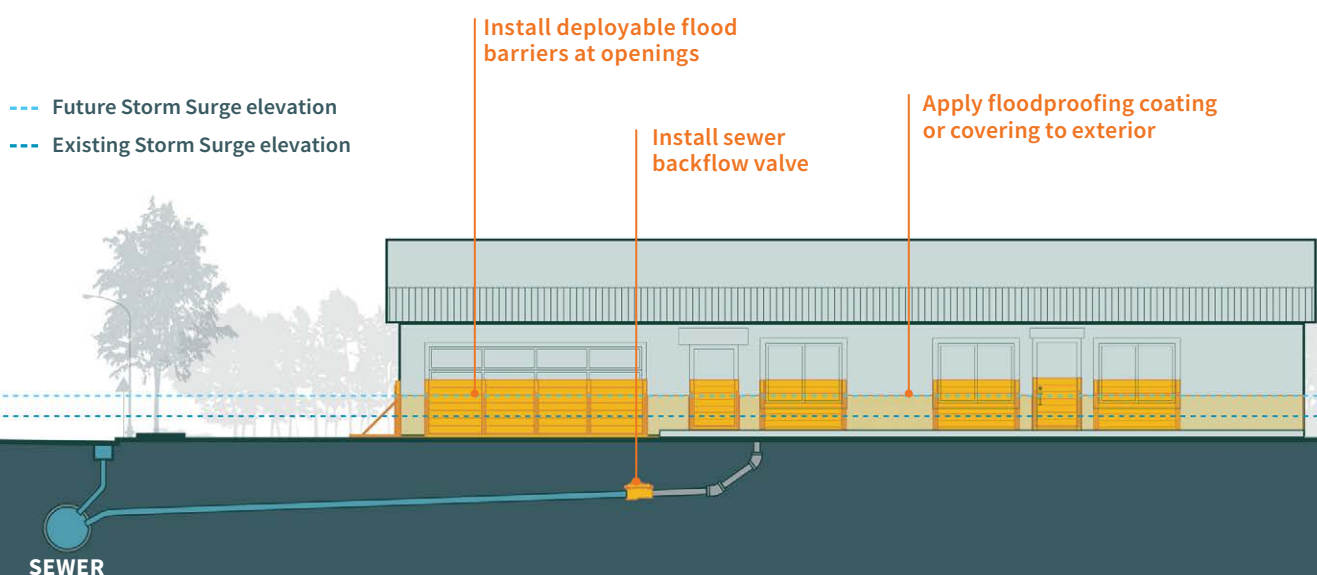 Install deployable flood
barriers at openings
Future Storm Surge elevation
Existing Storm Surge elevation
Install sewer
backflow valve
Apply floodproofing coating
or covering to exterior
SEWER